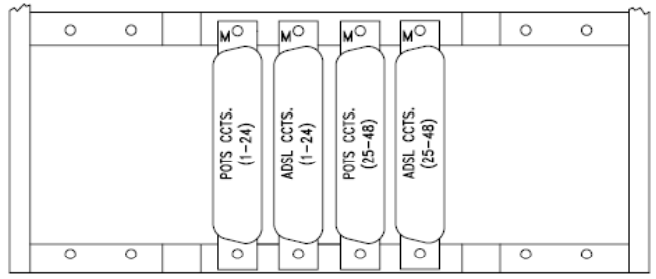 M
M
M
M
POTS CCTS.
(1-24)
ADSL CCTS.
(1-24)
POTS CCTS.
(25-48)
ADSL CCTS.
(25-48)